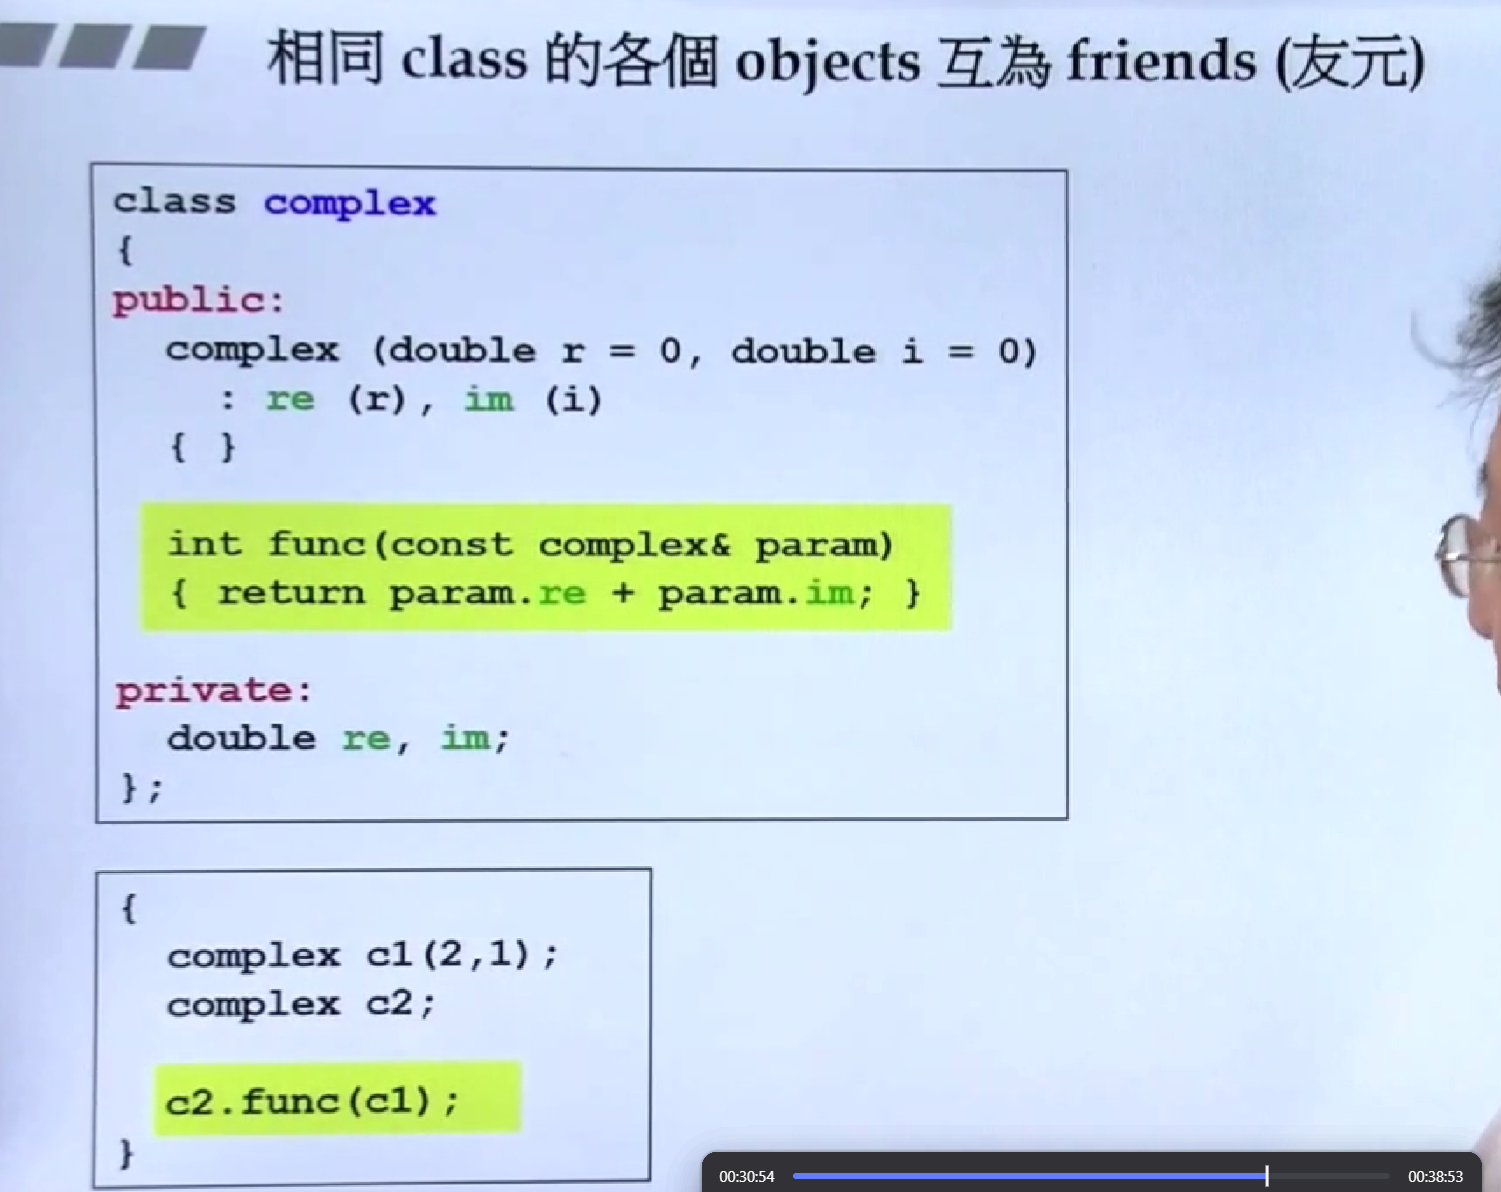 相同 class 的各個 objects 互為 friends (友元)
class complex
{
public:
complex (double r = 0, double i = 0)
: re (r), im (i)
{ }
int func(const complex& param)
{ return param.re + param.im; }
private:
double re, im;
};
{
complex c1(2,1);
complex c2;
c2.func(c1);
}
00:30:54
00:38:53